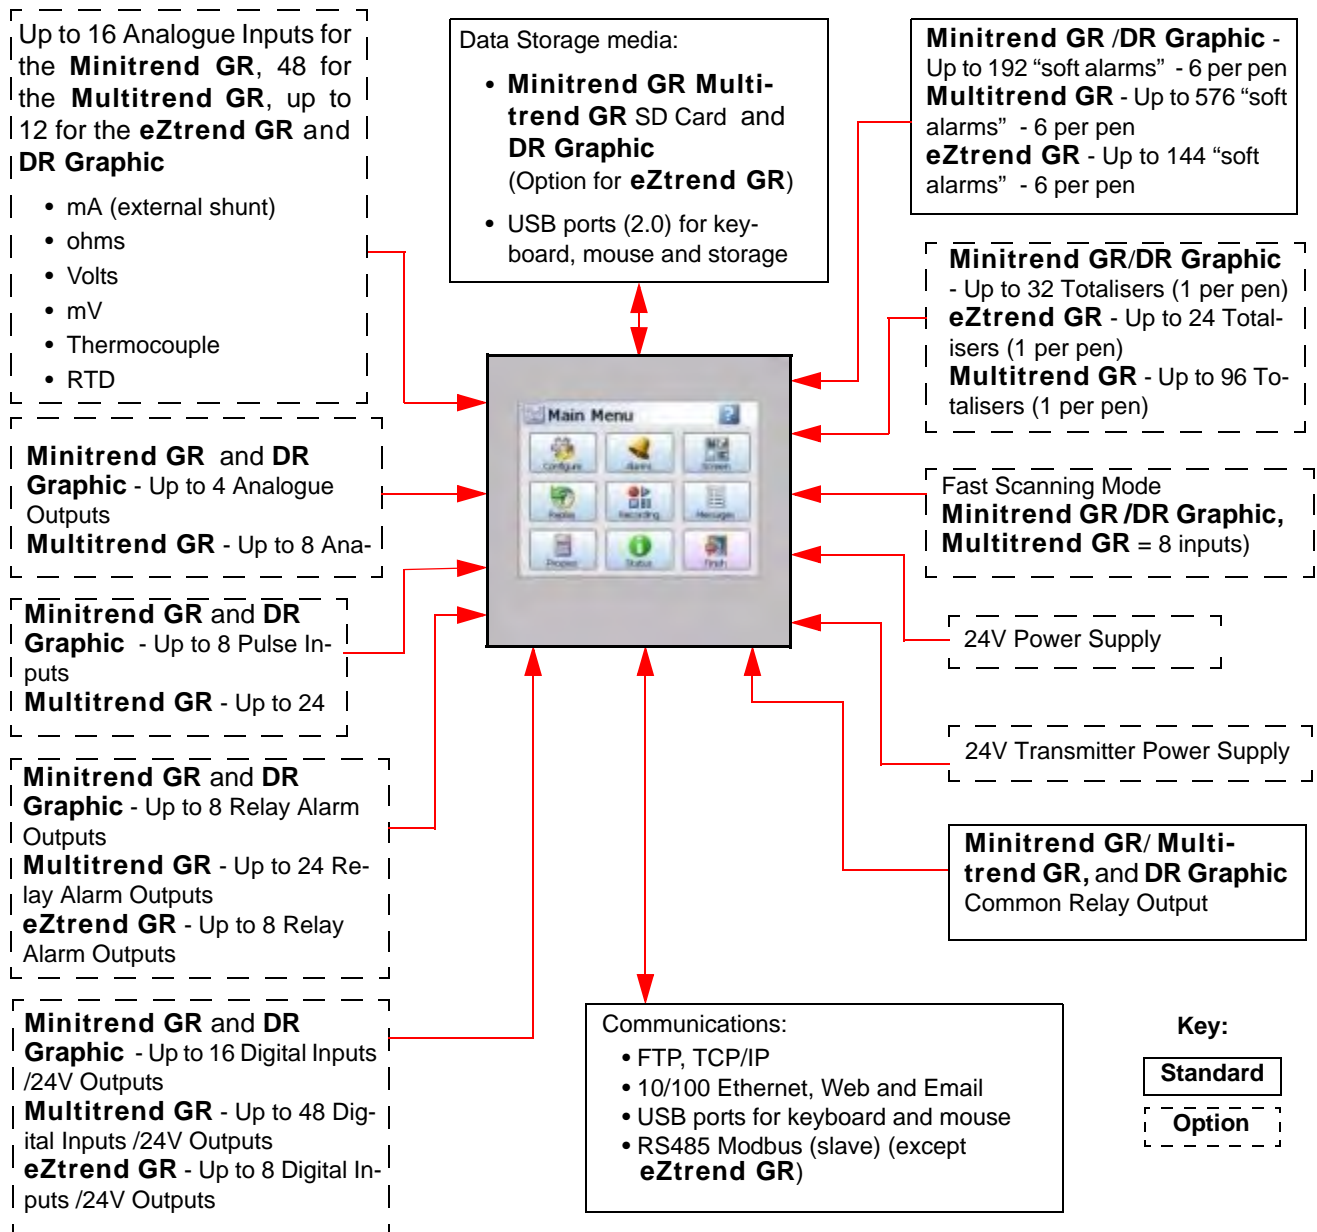 Up to 16 Analogue Inputs for
the Minitrend GR, 48 for
the Multitrend GR, up to
12 for the eZtrend GR and
DR Graphic
• mA (external shunt)
• ohms
• Volts
• mV
• Thermocouple
• RTD
Minitrend GR and DR
Graphic - Up to 4 Analogue
Outputs
Multitrend GR - Up to 8 Ana-
Minitrend GR and DR
Graphic - Up to 8 Pulse In-
puts
Multitrend GR - Up to 24
Minitrend GR and DR
Graphic - Up to 8 Relay Alarm
Outputs
Multitrend GR - Up to 24 Re-
lay Alarm Outputs
eZtrend GR - Up to 8 Relay
Alarm Outputs
Minitrend GR and DR
Graphic - Up to 16 Digital Inputs
/24V Outputs
Multitrend GR - Up to 48 Dig-
ital Inputs /24V Outputs
eZtrend GR - Up to 8 Digital In-
puts /24V Outputs
Data Storage media:
• Minitrend GR Multi-
trend GR SD Card and
DR Graphic
(Option for eZtrend GR)
• USB ports (2.0) for key-
board, mouse and storage
Main Menu
Configure
Alarms
Screen
Replay
Recording
Messages
Process
Status
Finish
Communications:
• FTP, TCP/IP
• 10/100 Ethernet, Web and Email
• USB ports for keyboard and mouse
• RS485 Modbus (slave) (except
eZtrend GR)
Minitrend GR /DR Graphic -
Up to 192 “soft alarms” - 6 per pen
Multitrend GR - Up to 576 “soft
alarms” - 6 per pen
eZtrend GR - Up to 144 “soft
alarms” - 6 per pen
Minitrend GR/DR Graphic
- Up to 32 Totalisers (1 per pen)
eZtrend GR - Up to 24 Total-
isers (1 per pen)
Multitrend GR - Up to 96 To-
talisers (1 per pen)
Fast Scanning Mode
Minitrend GR /DR Graphic,
Multitrend GR = 8 inputs)
24V Power Supply
24V Transmitter Power Supply
Minitrend GR/ Multi-
trend GR, and DR Graphic
Common Relay Output
Key:
Standard
Option